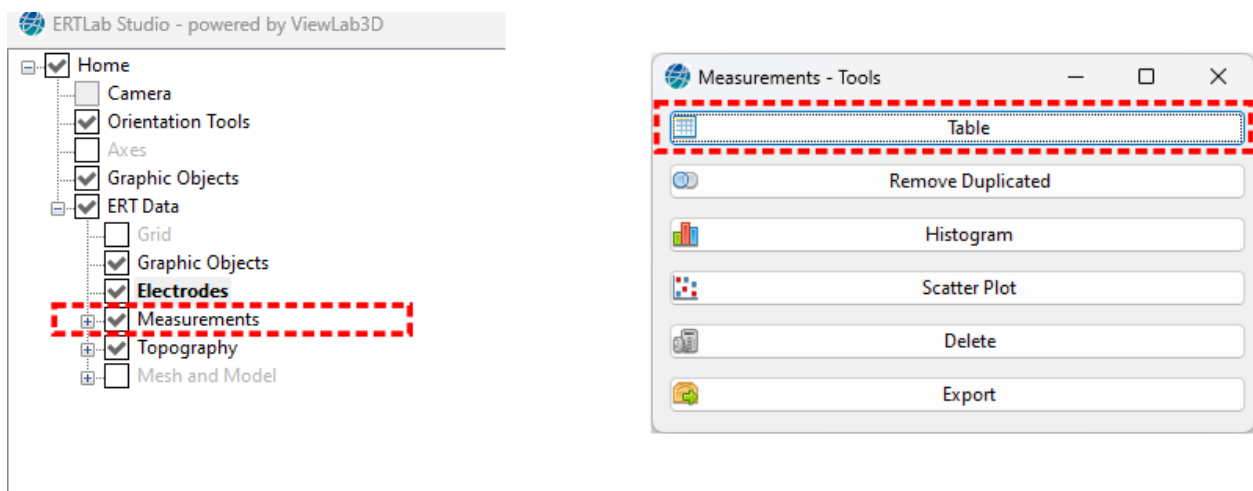 ERTLab Studio - powered by ViewLab3D
Home
Camera
Orientation Tools
Axes
Graphic Objects
ERT Data
Grid
Graphic Objects
Electrodes
Measurements
Topography
Mesh and Model
Measurements - Tools
Table
Remove Duplicated
Histogram
Scatter Plot
Delete
Export